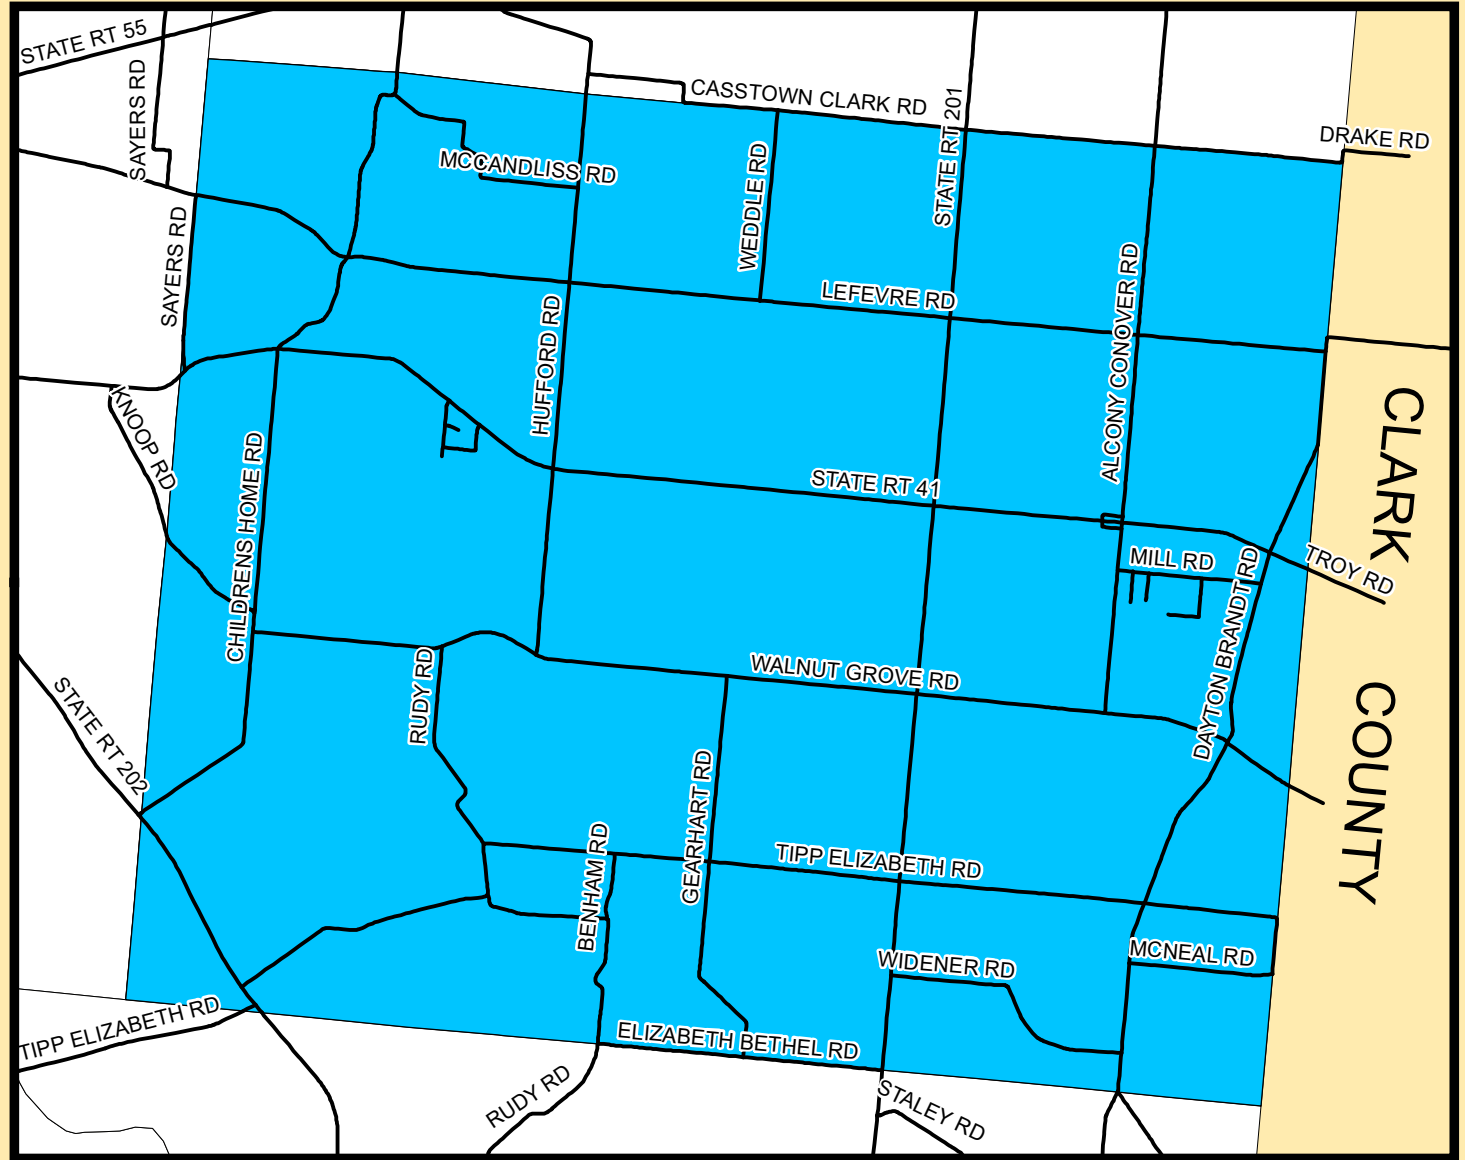 STATE RT 55
SAYERS RD
CASSTOWN CLARK RD
STATE RT 201
DRAKE RD
MCCANDLISS RD
WEDDLE RD
SAYERS RD
LEFEVRE RD
ALCONY CONOVER RD
HUFFORD RD
KNOOP RD
CHILDRENS HOME RD
STATE RT 41
CLARK
COUNTY
MILL RD
TROY RD
DAYTON BRANDT RD
WALNUT GROVE RD
RUDY RD
STATE RT 202
GEARHART RD
BENHAM RD
TIPP ELIZABETH RD
MCNEAL RD
WIDENER RD
TIPP ELIZABETH RD
ELIZABETH BETHEL RD
RUDY RD
STALEY RD